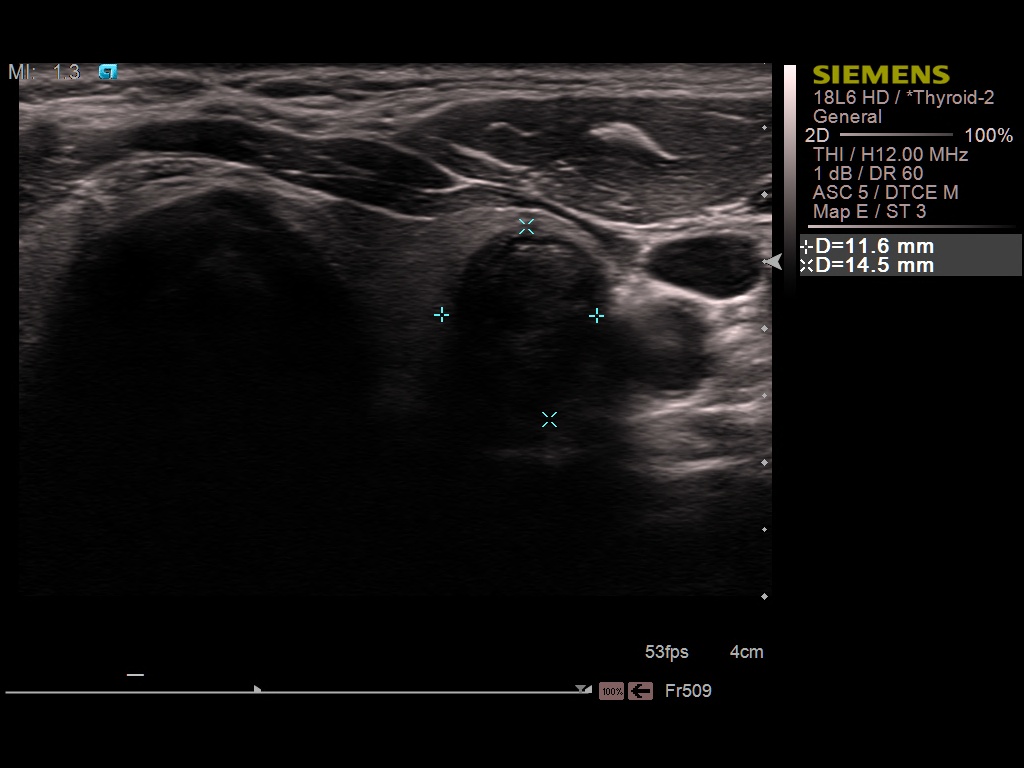 MI: 1.3
SIEMENS
18L6 HD / *Thyroid-2
General
2D 100%
THI / H12.00 MHz
1 dB / DR 60
ASC 5 / DTCE M
Map E / ST 3
D=11.6 mm
D=14.5 mm
53fps 4cm
100% Fr509